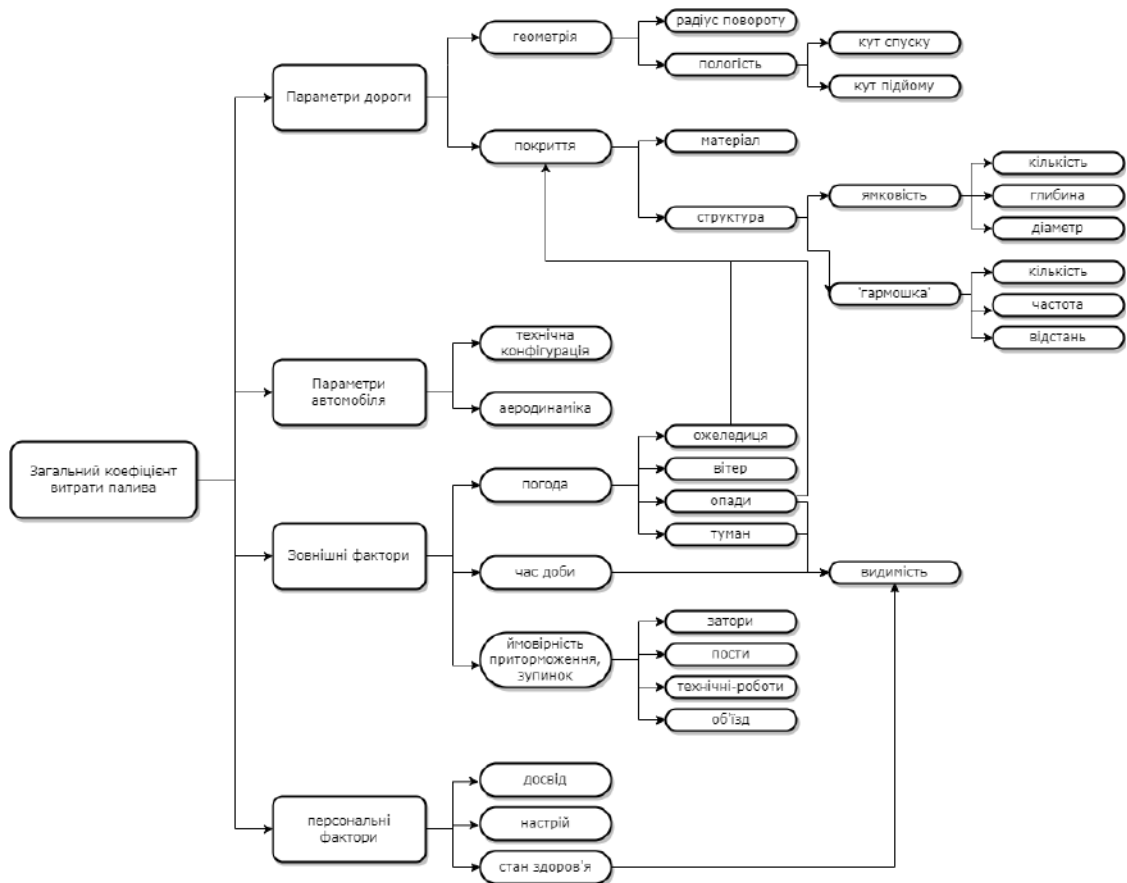 Загальний коефіцієнт
витрати палива
Параметри дороги
геометрія
радіус повороту
пологість
кут спуску
кут підйому
покриття
матеріал
структура
ямковість
кількість
глибина
діаметр
'гармошка'
кількість
частота
відстань
Параметри
автомобіля
технічна
конфігурація
аеродинаміка
Зовнішні фактори
погода
ожеледиця
вітер
опади
туман
час доби
видимість
ймовірність
приторможення,
зупинок
затори
пости
технічні-роботи
об'їзд
персональні
фактори
досвід
настрій
стан здоров'я